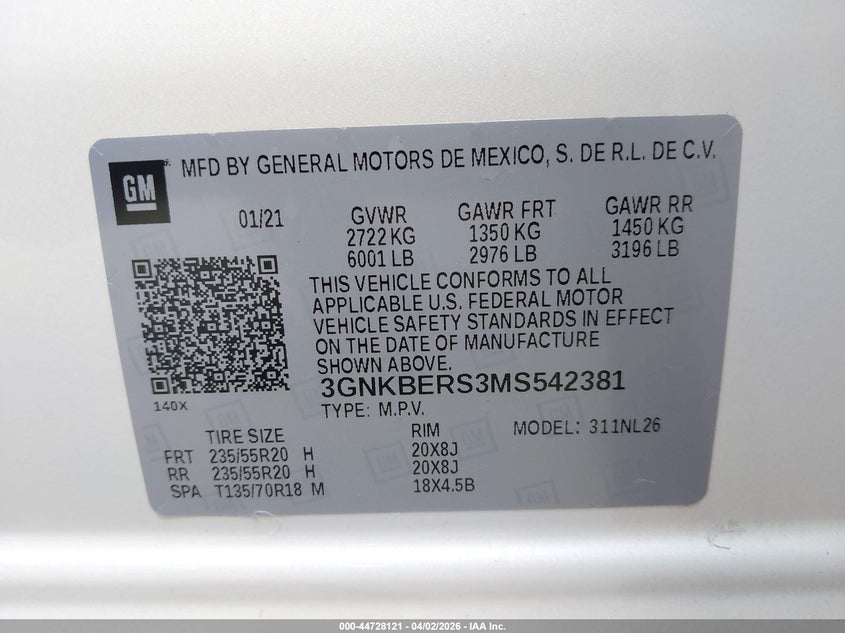 GM
MFD BY GENERAL MOTORS DE MEXICO, S. DE R.L. DE C.V.
01/21 GVWR GAWR FRT GAWR RR
2722 KG 1350 KG 1450 KG
6001 LB 2976 LB 3196 LB
THIS VEHICLE CONFORMS TO ALL
APPLICABLE U.S. FEDERAL MOTOR
VEHICLE SAFETY STANDARDS IN EFFECT
ON THE DATE OF MANUFACTURE
SHOWN ABOVE.
3GNKBERS3MS542381
140X
TYPE: M.P.V.
TIRE SIZE RIM MODEL: 311NL26
FRT 235/55R20 H 20X8J
RR 235/55R20 H 20X8J
SPA T135/70R18 M 18X4.5B
000-44728121 - 04/02/2026 - IAA Inc.